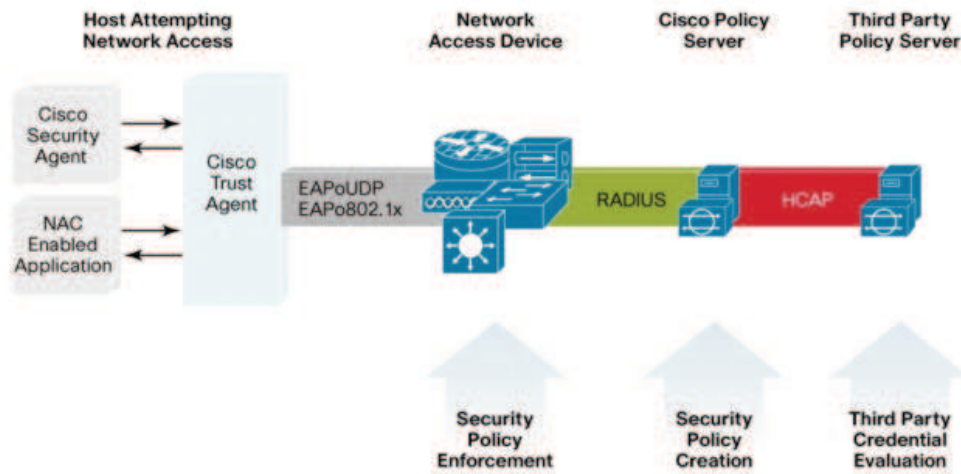 Host Attempting
Network Access
Network
Access Device
Cisco Policy
Server
Third Party
Policy Server
Cisco
Security
Agent
NAC
Enabled
Application
Cisco
Trust
Agent
EAPoUDP
EAPo802.1x
RADIUS
HCAP
Security
Policy
Enforcement
Security
Policy
Creation
Third Party
Credential
Evaluation